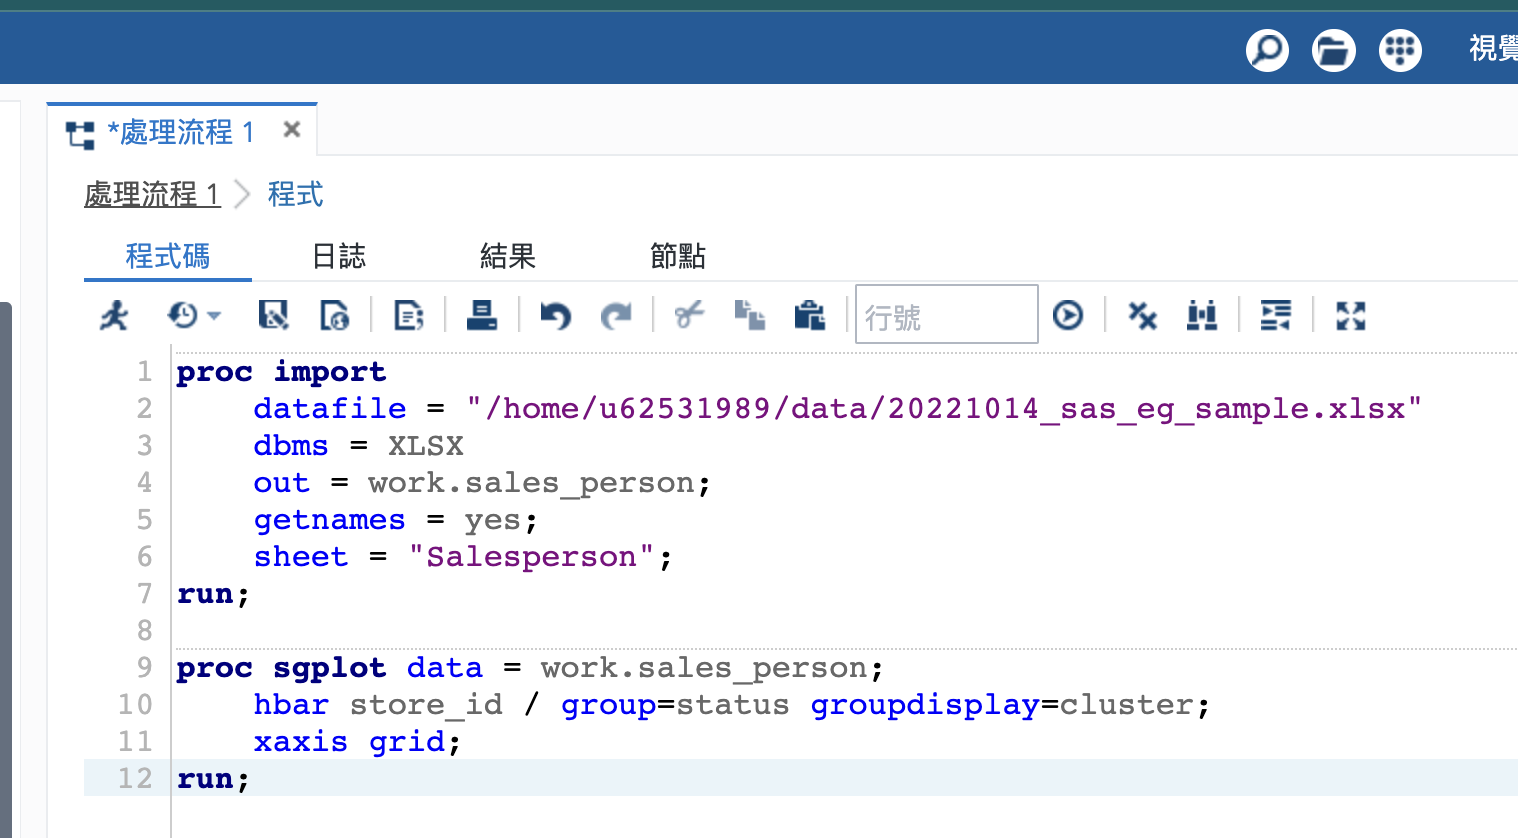 視覺
*處理流程 1
處理流程 1 程式
程式碼 日誌 結果 節點
行號
1 proc import
2 datafile = "/home/u62531989/data/20221014_sas_eg_sample.xlsx"
3 dbms = XLSX
4 out = work.sales_person;
5 getnames = yes;
6 sheet = "Salesperson";
7 run;
8
9 proc sgplot data = work.sales_person;
10 hbar store_id / group=status groupdisplay=cluster;
11 xaxis grid;
12 run;